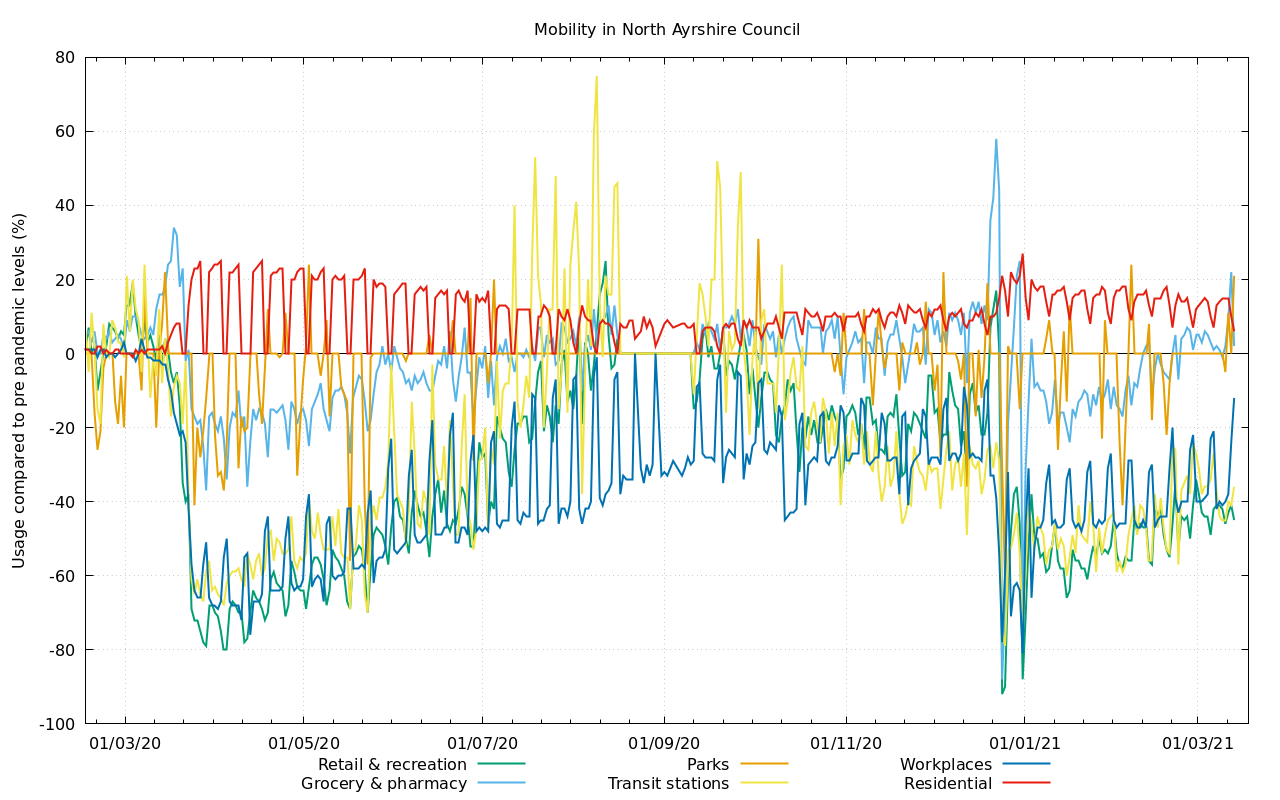 Mobility in North Ayrshire Council
Usage compared to pre pandemic levels (%)
80
60
40
20
0
-20
-40
-60
-80
-100
01/03/20 01/05/20 01/07/20 01/09/20 01/11/20 01/01/21 01/03/21
Retail & recreation Parks Workplaces
Grocery & pharmacy Transit stations Residential